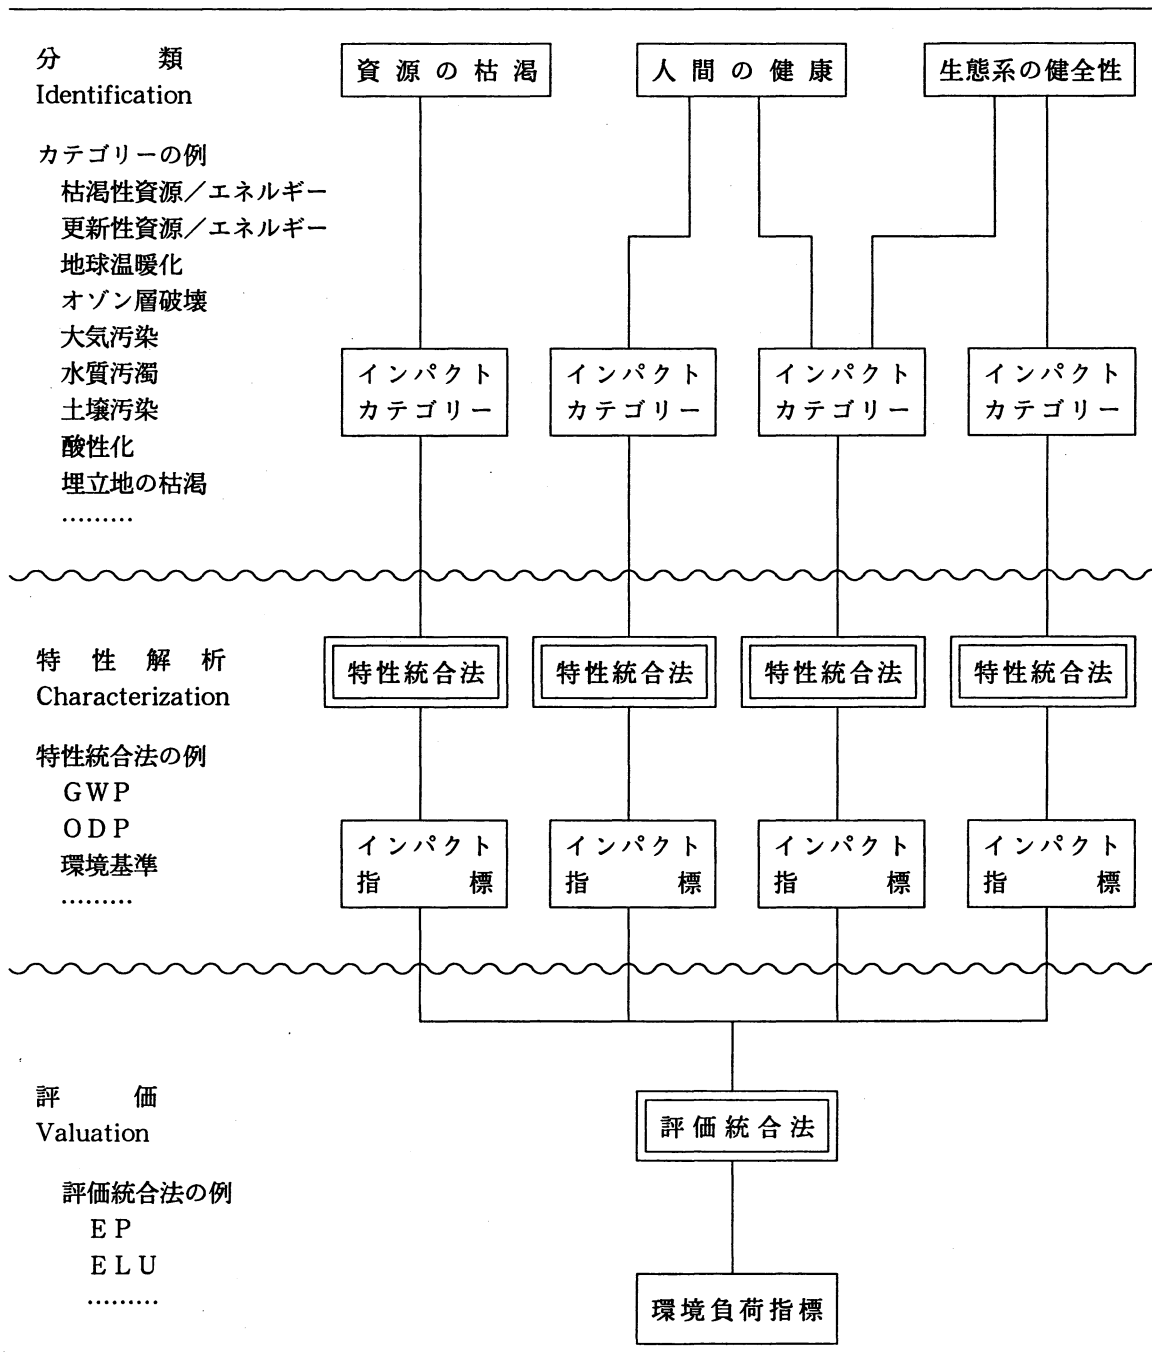 分類
Identification
資源の枯渇
人間の健康
生態系の健全性
カテゴリーの例
枯渇性資源／エネルギー
更新性資源／エネルギー
地球温暖化
オゾン層破壊
大気汚染
水質汚濁
土壌汚染
酸性化
埋立地の枯渇
………
インパクト
カテゴリー
インパクト
カテゴリー
インパクト
カテゴリー
インパクト
カテゴリー
特性解析
Characterization
特性統合法
特性統合法
特性統合法
特性統合法
特性統合法の例
GWP
ODP
環境基準
………
インパクト
指標
インパクト
指標
インパクト
指標
インパクト
指標
評価
Valuation
評価統合法
評価統合法の例
EP
ELU
………
環境負荷指標